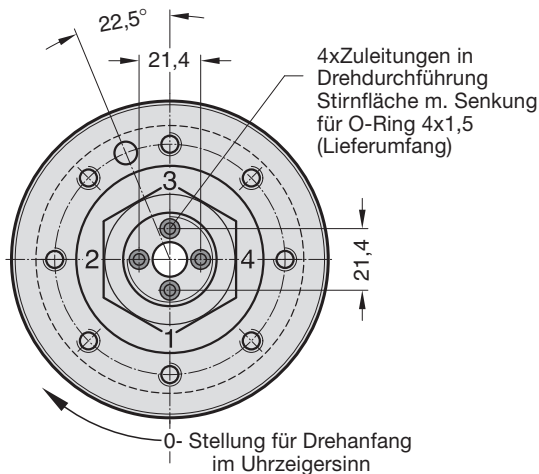 22,5°
21,4
4xZuleitungen in
Drehdurchführung
Stirnfläche m. Senkung
für O-Ring 4x1,5
(Lieferumfang)
3
2
4
21,4
1
0- Stellung für Drehanfang
im Uhrzeigersinn